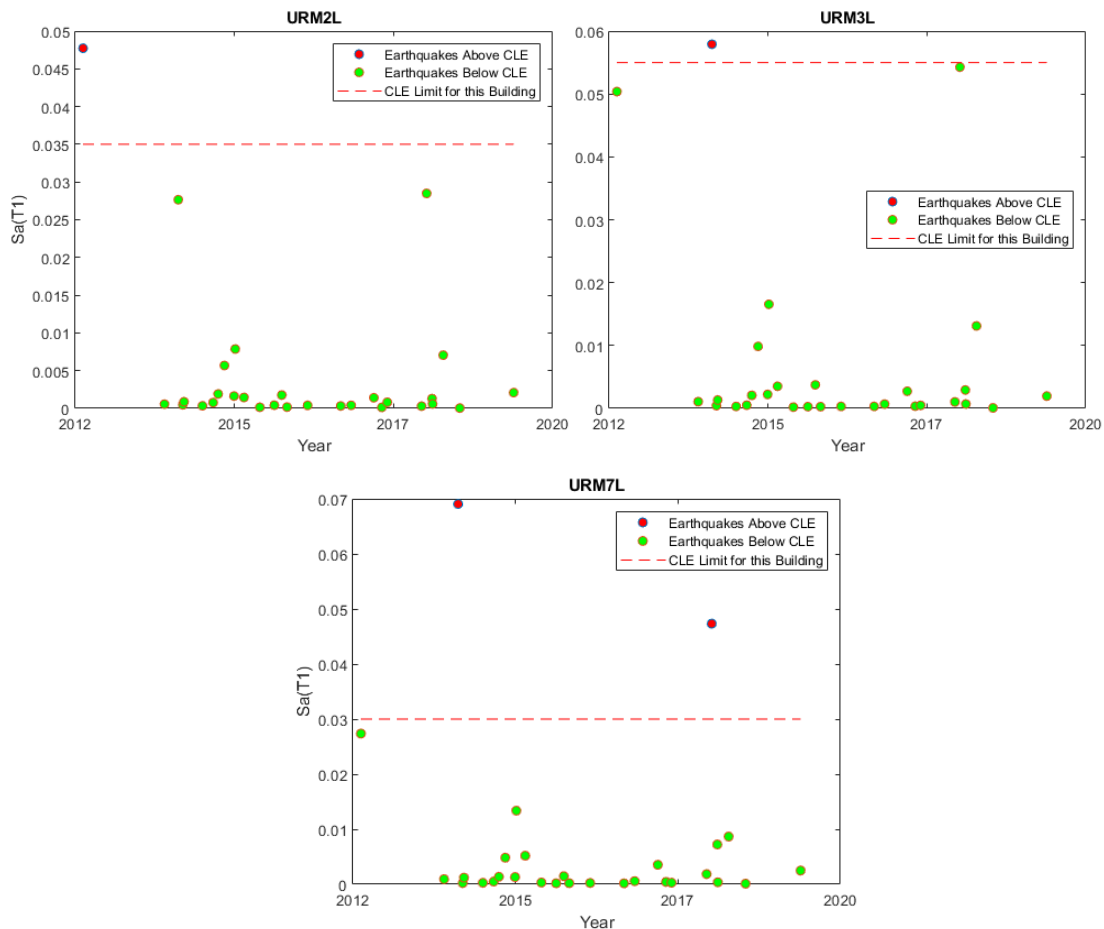 URM2L
0.05
0.045
0.04
0.035
0.03
0.025
0.02
0.015
0.01
0.005
0
Sa(T1)
2012
2015
2017
2020
Year
Earthquakes Above CLE
Earthquakes Below CLE
CLE Limit for this Building
URM3L
0.06
0.05
0.04
0.03
0.02
0.01
0
2012
2015
2017
2020
Year
Earthquakes Above CLE
Earthquakes Below CLE
CLE Limit for this Building
URM7L
0.07
0.06
0.05
0.04
0.03
0.02
0.01
0
Sa(T1)
2012
2015
2017
2020
Year
Earthquakes Above CLE
Earthquakes Below CLE
CLE Limit for this Building